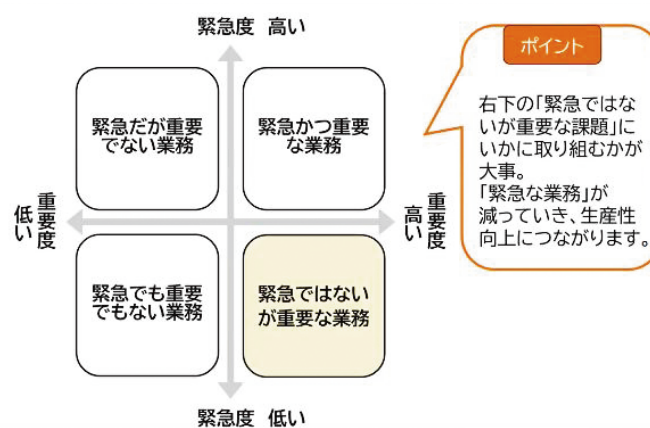 緊急度 高い
緊急だが重要
でない業務
緊急かつ重要
な業務
重要度
低い
重要度
高い
緊急でも重要
でもない業務
緊急ではない
が重要な業務
緊急度 低い
ポイント
右下の「緊急ではな
いが重要な課題」に
いかに取り組むかが
大事。
「緊急な業務」が
減っていき、生産性
向上につながります。